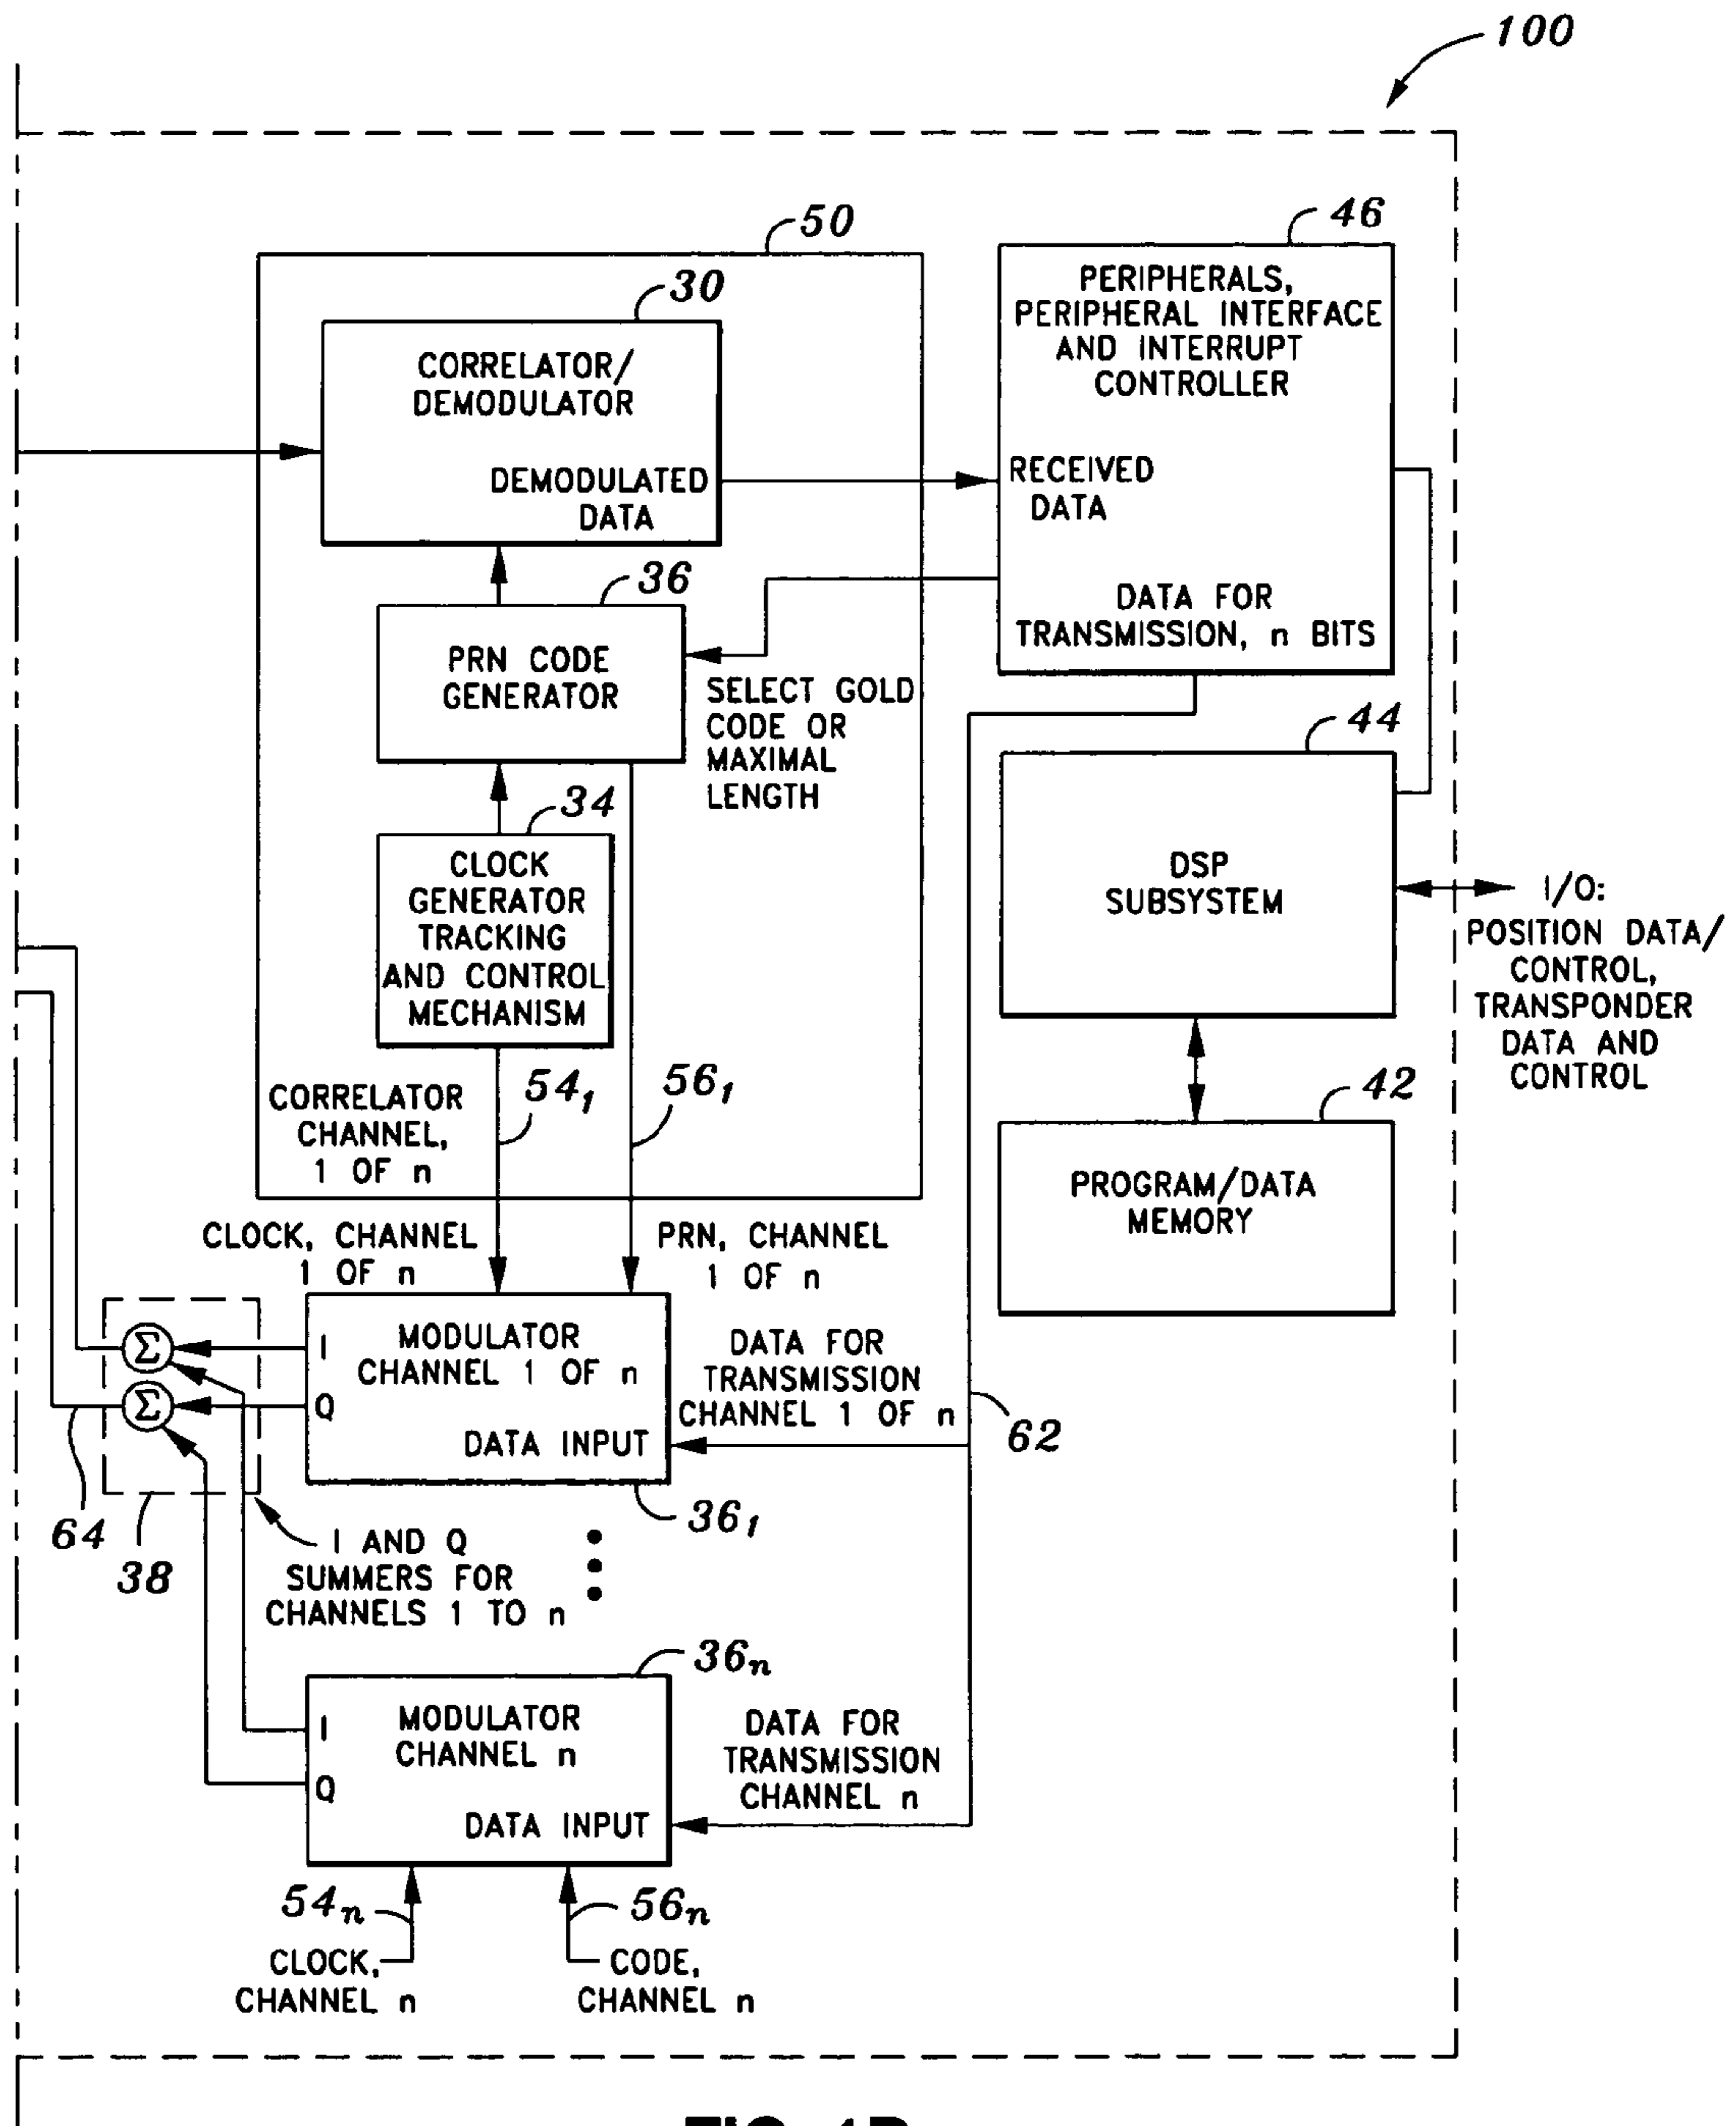 100
50
46
30
PERIPHERALS,
PERIPHERAL INTERFACE
AND INTERRUPT
CONTROLLER
CORRELATOR/
DEMODULATOR
DEMODULATED
DATA
RECEIVED
DATA
36
DATA FOR
TRANSMISSION, n BITS
PRN CODE
GENERATOR
SELECT GOLD
CODE OR
MAXIMAL
LENGTH
44
34
CLOCK
GENERATOR
TRACKING
AND CONTROL
MECHANISM
DSP
SUBSYSTEM
I/O:
POSITION DATA/
CONTROL,
TRANSPONDER
DATA AND
CONTROL
54₁
56₁
42
CORRELATOR
CHANNEL,
1 OF n
PROGRAM/DATA
MEMORY
CLOCK, CHANNEL
1 OF n
PRN, CHANNEL
1 OF n
Σ
Σ
I
Q
MODULATOR
CHANNEL 1 OF n
DATA INPUT
DATA FOR
TRANSMISSION
CHANNEL 1 OF n
62
64
38
36₁
I AND Q
SUMMERS FOR
CHANNELS 1 TO n
36ₙ
I
Q
MODULATOR
CHANNEL n
DATA INPUT
DATA FOR
TRANSMISSION
CHANNEL n
54ₙ
56ₙ
CLOCK,
CHANNEL n
CODE,
CHANNEL n